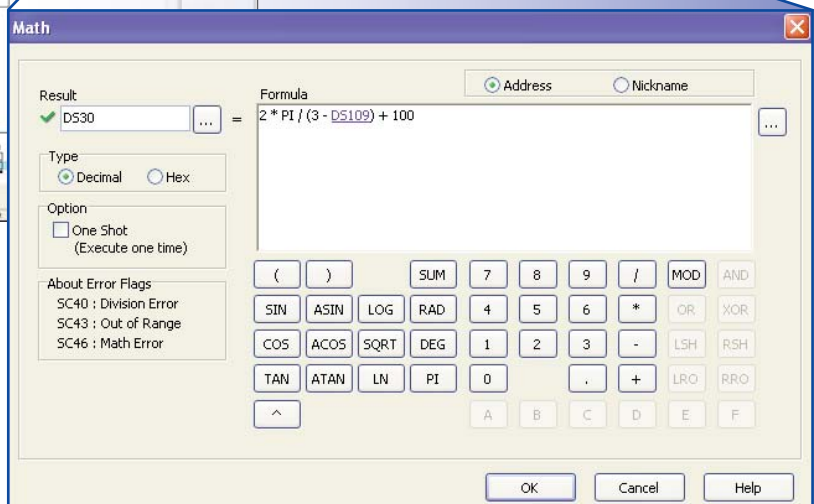 Math
Result
DS30
...
=
Formula
Address
Nickname
2 * PI / (3 - DS109) + 100
...
Type
Decimal
Hex
Option
One Shot
(Execute one time)
About Error Flags
SC40 : Division Error
SC43 : Out of Range
SC46 : Math Error
( ) SUM 7 8 9 / MOD AND
SIN ASIN LOG RAD 4 5 6 * OR XOR
COS ACOS SQRT DEG 1 2 3 - LSH RSH
TAN ATAN LN PI 0 . + LRO RRO
^ A B C D E F
OK Cancel Help